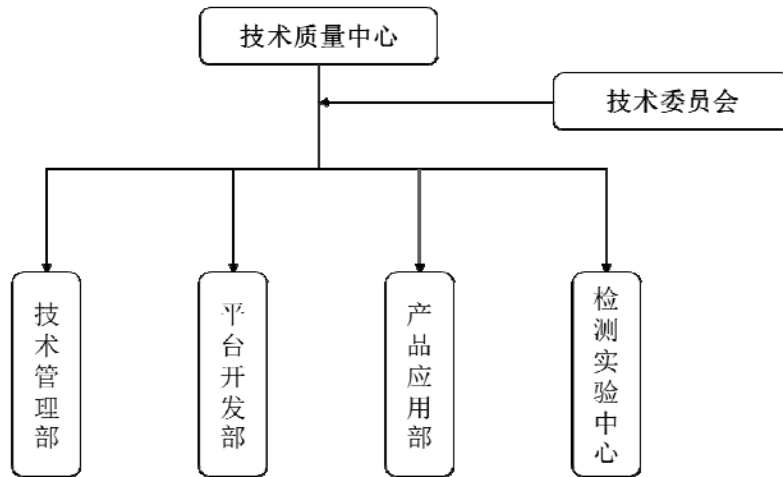 技术质量中心
技术委员会
技术管理部
平台开发部
产品应用部
检测实验中心